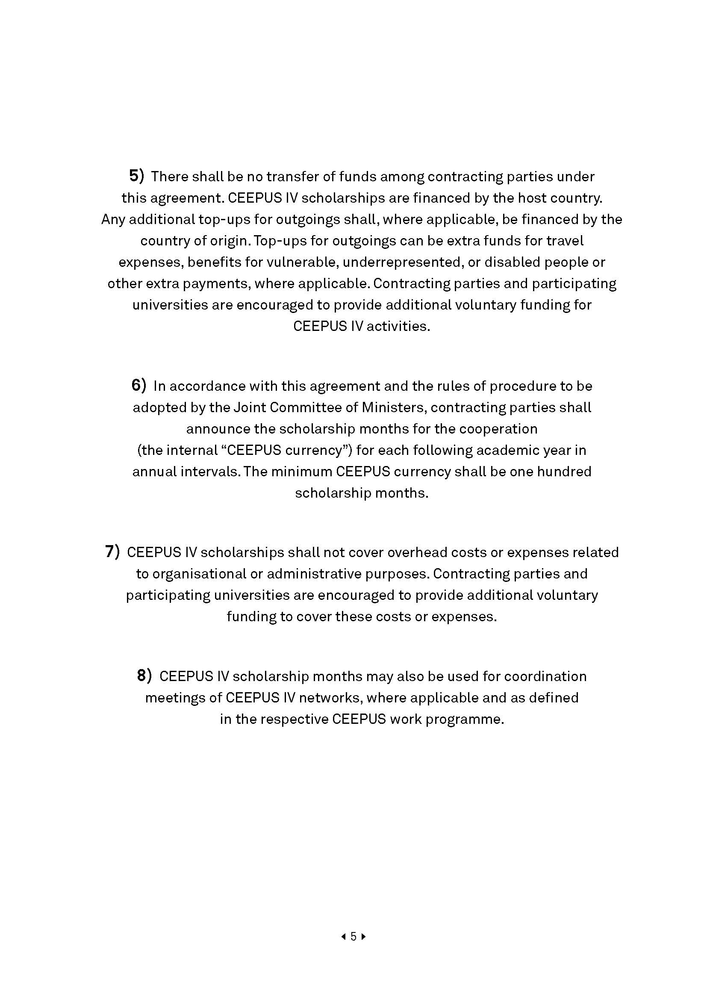 5) There shall be no transfer of funds among contracting parties under
this agreement. CEEPUS IV scholarships are financed by the host country.
Any additional top-ups for outgoings shall, where applicable, be financed by the
country of origin. Top-ups for outgoings can be extra funds for travel
expenses, benefits for vulnerable, underrepresented, or disabled people or
other extra payments, where applicable. Contracting parties and participating
universities are encouraged to provide additional voluntary funding for
CEEPUS IV activities.
6) In accordance with this agreement and the rules of procedure to be
adopted by the Joint Committee of Ministers, contracting parties shall
announce the scholarship months for the cooperation
(the internal “CEEPUS currency”) for each following academic year in
annual intervals. The minimum CEEPUS currency shall be one hundred
scholarship months.
7) CEEPUS IV scholarships shall not cover overhead costs or expenses related
to organisational or administrative purposes. Contracting parties and
participating universities are encouraged to provide additional voluntary
funding to cover these costs or expenses.
8) CEEPUS IV scholarship months may also be used for coordination
meetings of CEEPUS IV networks, where applicable and as defined
in the respective CEEPUS work programme.
5